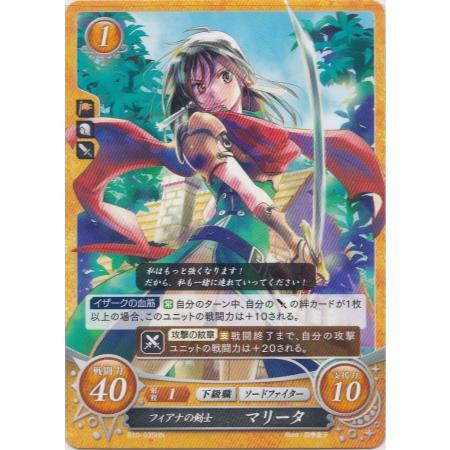 1
私はもっと強くなります!
だから、私も一緒に連れていってください!
イザークの血筋 常 自分のターン中、自分の の絆カードが1枚
以上の場合、このユニットの戦闘力は+10される。
攻撃の紋章 支 戦闘終了まで、自分の攻撃
ユニットの戦闘力は+20される。
戦闘力
40
射程 1 下級職 ソードファイター
支援力
10
フィアナの剣士 マリータ